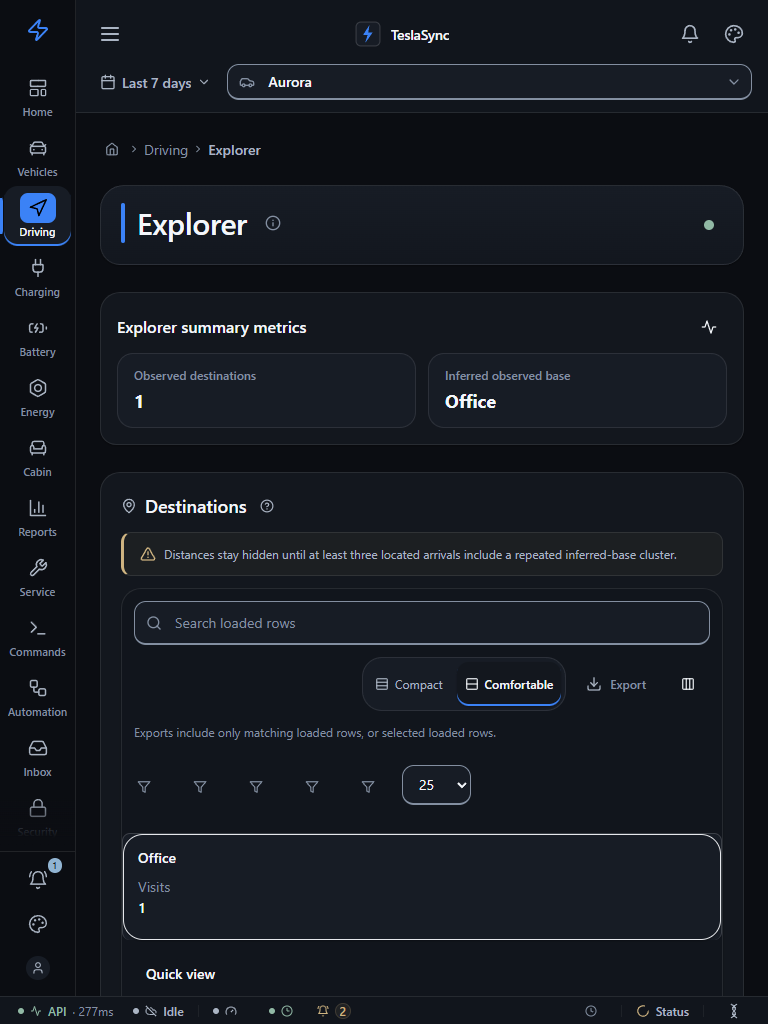 TeslaSync
Last 7 days
Aurora
Home
Vehicles
Driving
Charging
Battery
Energy
Cabin
Reports
Service
Commands
Automation
Inbox
Security
1
Driving
Explorer
Explorer
Explorer summary metrics
Observed destinations
1
Inferred observed base
Office
Destinations
Distances stay hidden until at least three located arrivals include a repeated inferred-base cluster.
Search loaded rows
Compact
Comfortable
Export
Exports include only matching loaded rows, or selected loaded rows.
25
Office
Visits
1
Quick view
API · 277ms
Idle
2
Status